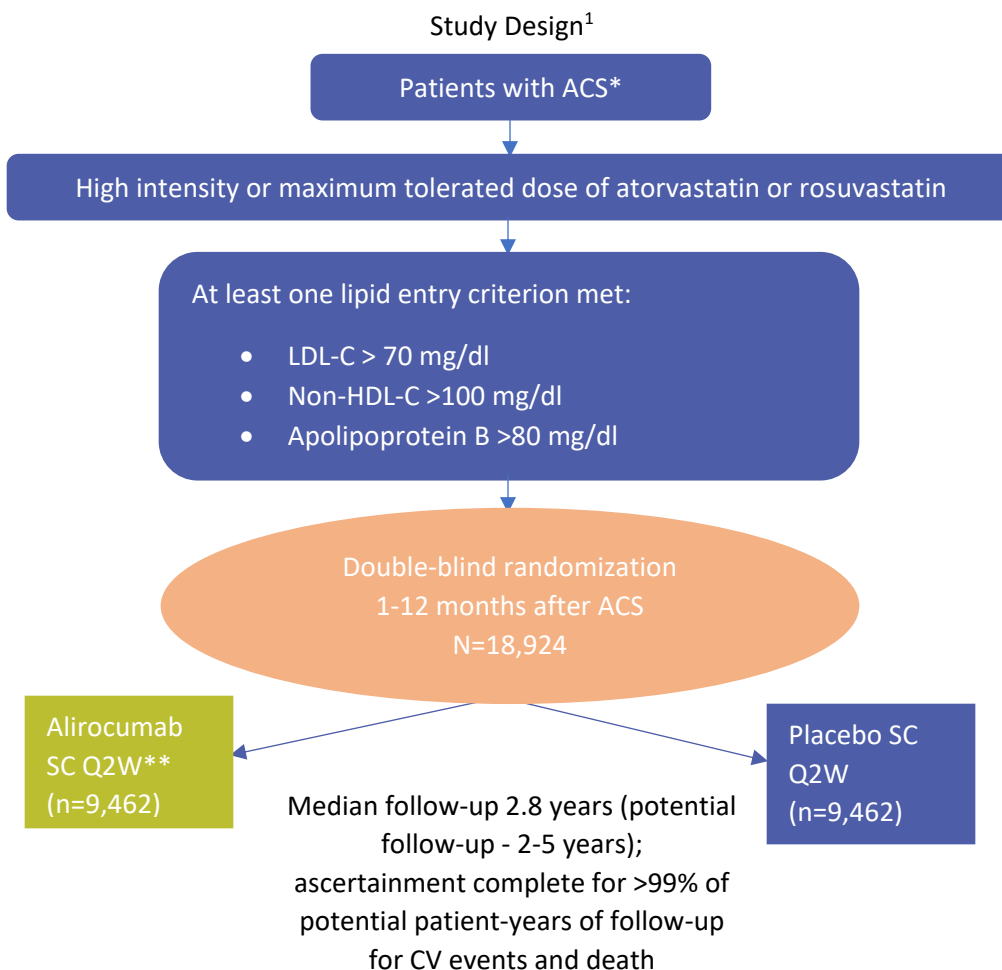 Study Design¹
Patients with ACS*
High intensity or maximum tolerated dose of atorvastatin or rosuvastatin
At least one lipid entry criterion met:
• LDL-C > 70 mg/dl
• Non-HDL-C >100 mg/dl
• Apolipoprotein B >80 mg/dl
Double-blind randomization
1-12 months after ACS
N=18,924
Alirocumab
SC Q2W**
(n=9,462)
Placebo SC
Q2W
(n=9,462)
Median follow-up 2.8 years (potential
follow-up - 2-5 years);
ascertainment complete for >99% of
potential patient-years of follow-up
for CV events and death